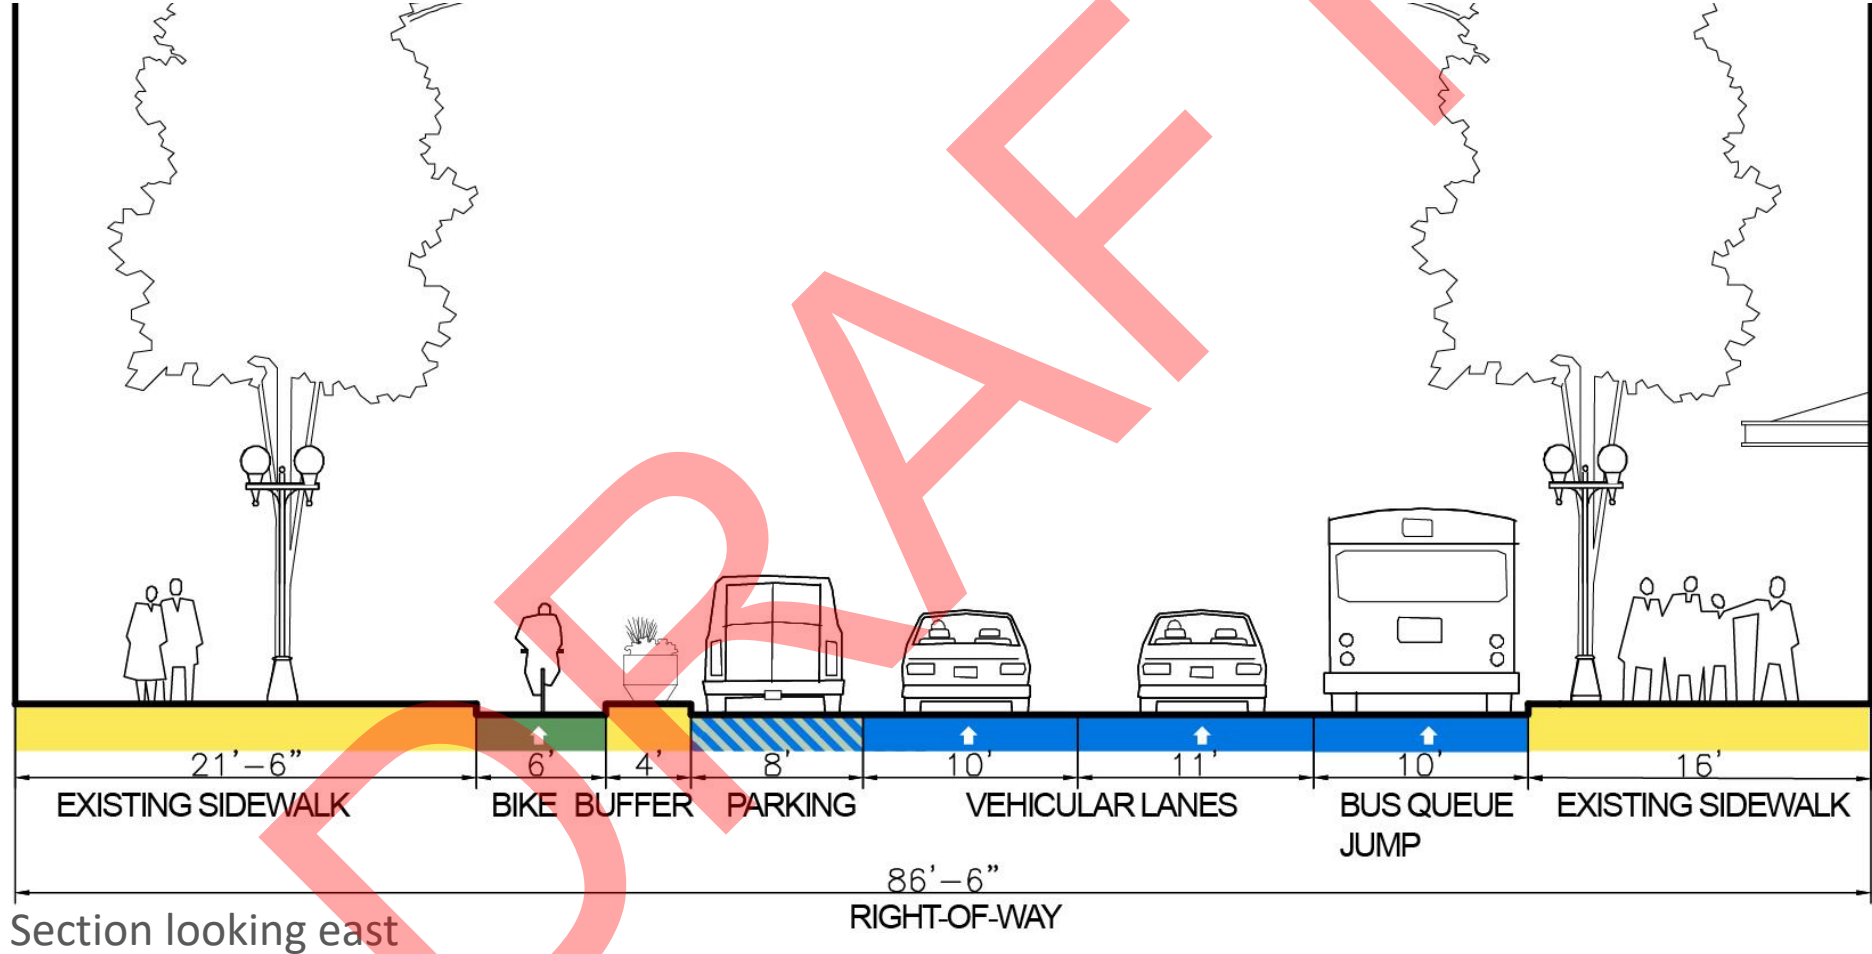 DRAFT
21'-6"
6'
4'
8'
10'
11'
10'
16'
EXISTING SIDEWALK
BIKE
BUFFER
PARKING
VEHICULAR LANES
BUS QUEUE
JUMP
EXISTING SIDEWALK
86'-6"
RIGHT-OF-WAY
Section looking east